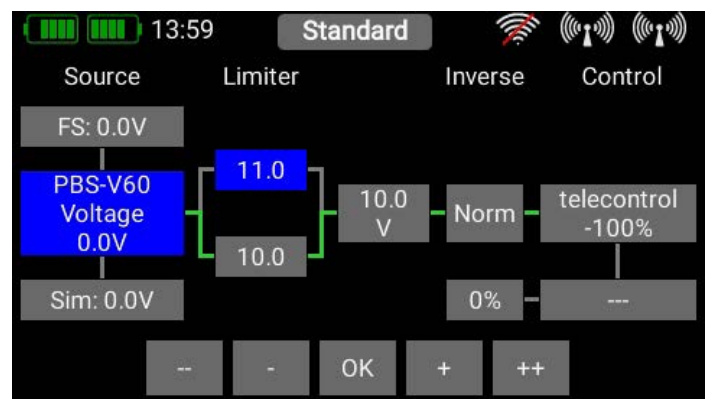 13:59 Standard
Source Limiter Inverse Control
FS: 0.0V
PBS-V60
Voltage
0.0V
11.0
10.0
10.0
V
Norm
telecontrol
-100%
Sim: 0.0V
0%
---
-- - OK + ++